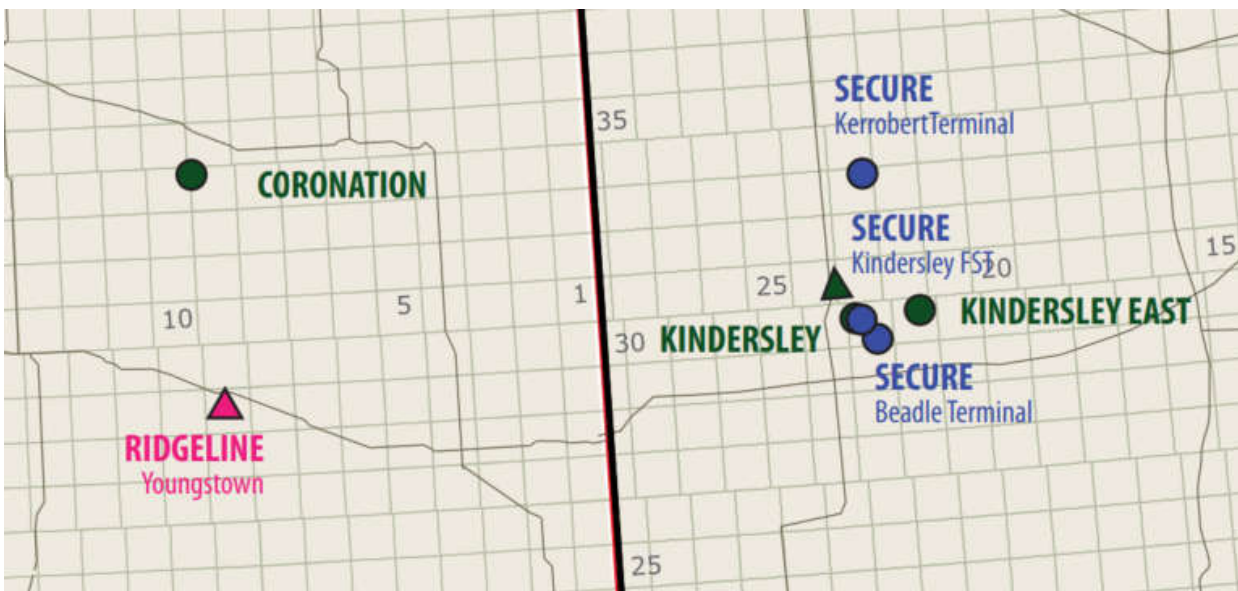 SECURE
KerrobertTerminal
35
CORONATION
SECURE
Kindersley FST
15
20
25
1
5
10
KINDERSLEY EAST
KINDERSLEY
30
SECURE
Beadle Terminal
RIDGELINE
Youngstown
25